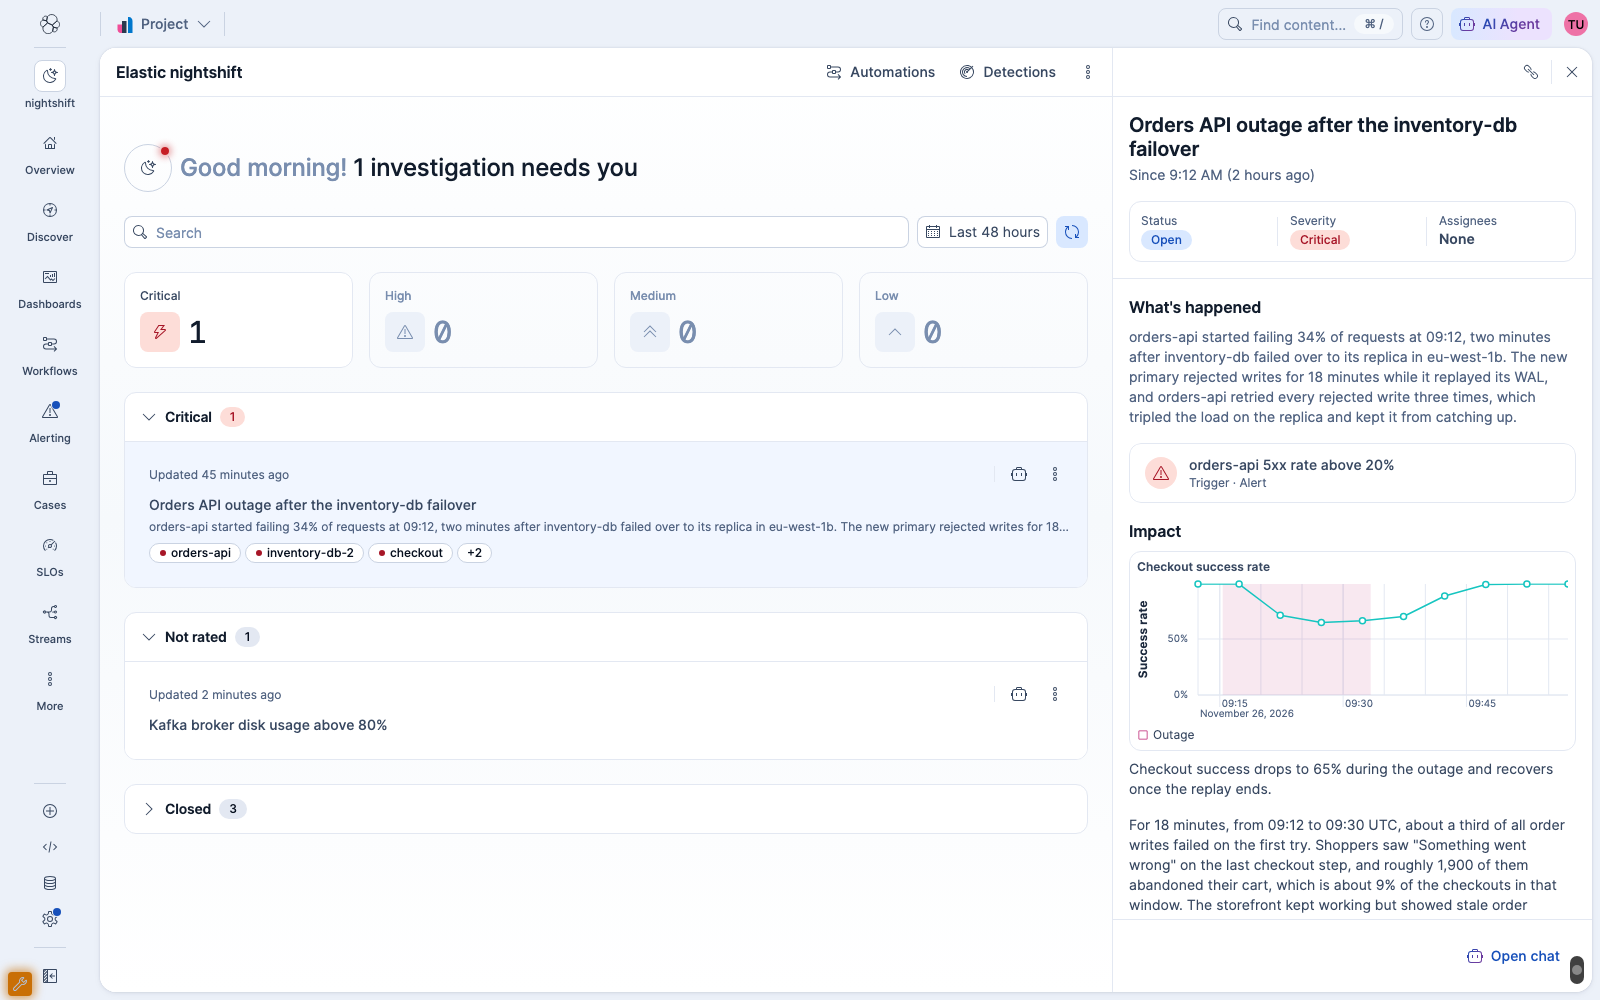 Project
Find content...
⌘ /
AI Agent
TU
nightshift
Overview
Discover
Dashboards
Workflows
Alerting
Cases
SLOs
Streams
More
Elastic nightshift
Automations
Detections
Good morning! 1 investigation needs you
Search
Last 48 hours
Critical
1
High
0
Medium
0
Low
0
Critical 1
Updated 45 minutes ago
Orders API outage after the inventory-db failover
orders-api started failing 34% of requests at 09:12, two minutes after inventory-db failed over to its replica in eu-west-1b. The new primary rejected writes for 18...
orders-api
inventory-db-2
checkout
+2
Not rated 1
Updated 2 minutes ago
Kafka broker disk usage above 80%
Closed 3
Orders API outage after the inventory-db
failover
Since 9:12 AM (2 hours ago)
Status
Open
Severity
Critical
Assignees
None
What's happened
orders-api started failing 34% of requests at 09:12, two minutes
after inventory-db failed over to its replica in eu-west-1b. The new
primary rejected writes for 18 minutes while it replayed its WAL,
and orders-api retried every rejected write three times, which
tripled the load on the replica and kept it from catching up.
orders-api 5xx rate above 20%
Trigger · Alert
Impact
Checkout success rate
Success rate
50%
0%
09:15
09:30
09:45
November 26, 2026
Outage
Checkout success drops to 65% during the outage and recovers
once the replay ends.
For 18 minutes, from 09:12 to 09:30 UTC, about a third of all order
writes failed on the first try. Shoppers saw "Something went
wrong" on the last checkout step, and roughly 1,900 of them
abandoned their cart, which is about 9% of the checkouts in that
window. The storefront kept working but showed stale order
Open chat